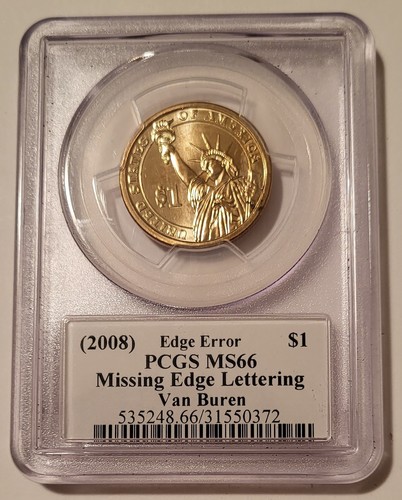 UNITED STATES OF AMERICA
$1
(2008) Edge Error $1
PCGS MS66
Missing Edge Lettering
Van Buren
535248.66/31550372